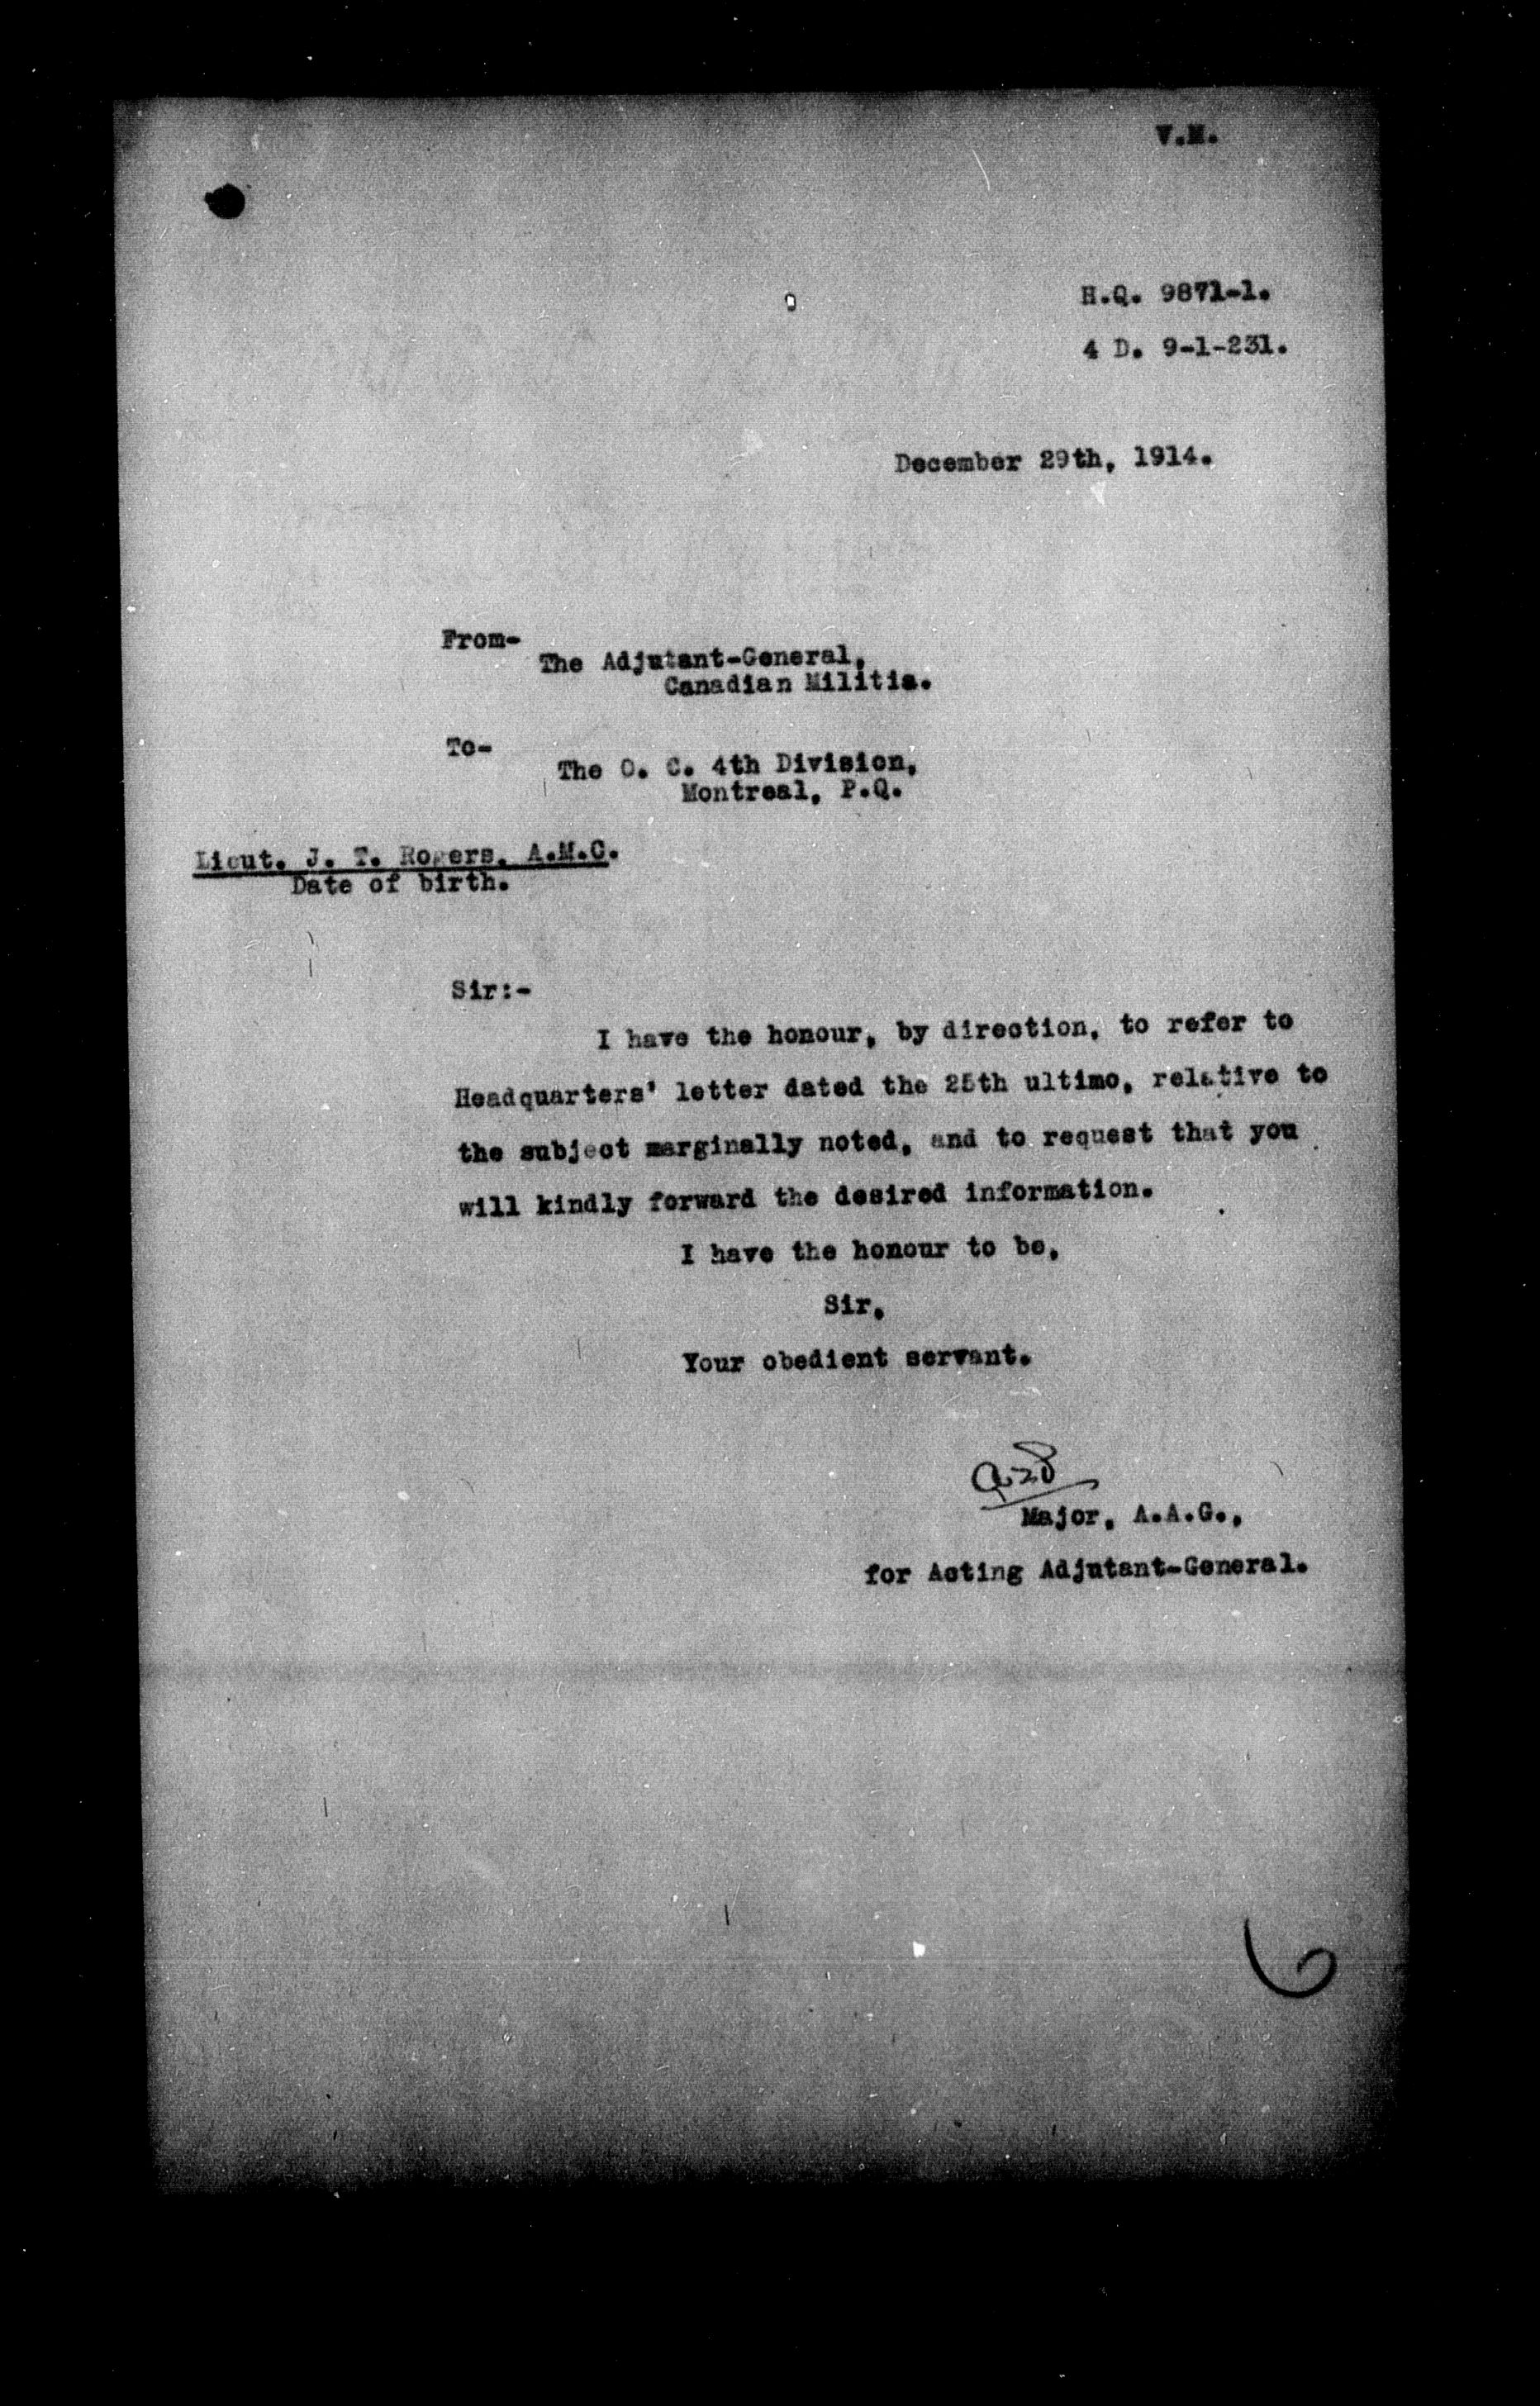 V.M.
H.Q. 9871-1.
4 D. 9-1-231.
December 29th, 1914.
From-
The Adjutant-General,
Canadian Militia.
To-
The O. C. 4th Division,
Montreal, P.Q.
Lieut. J. T. Rogers, A.M.C.
Date of birth.
Sir:-
I have the honour, by direction, to refer to
Headquarters' letter dated the 25th ultimo, relative to
the subject marginally noted, and to request that you
will kindly forward the desired information.
I have the honour to be,
Sir,
Your obedient servant.
Major, A.A.G.,
for Acting Adjutant-General.
6